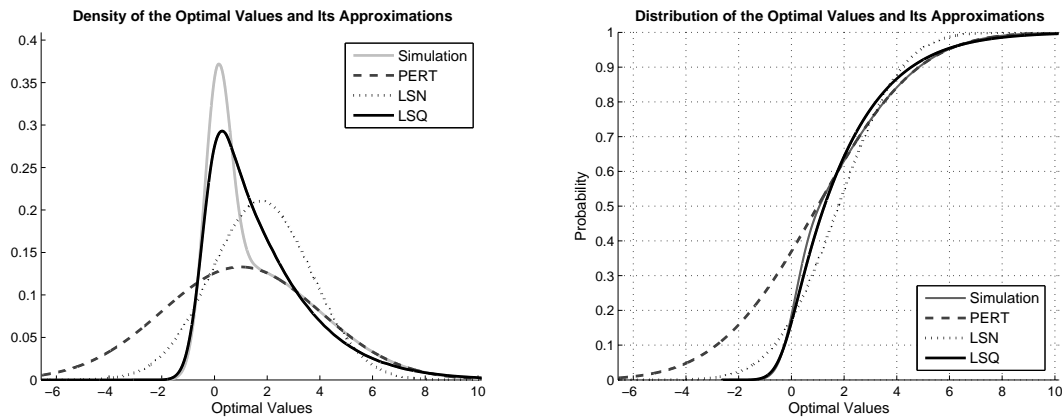 Density of the Optimal Values and Its Approximations
0.4
0.35
0.3
0.25
0.2
0.15
0.1
0.05
0
−6
−4
−2
0
2
4
6
8
10
Optimal Values
Simulation
PERT
LSN
LSQ
Distribution of the Optimal Values and Its Approximations
Probability
1
0.9
0.8
0.7
0.6
0.5
0.4
0.3
0.2
0.1
0
−6
−4
−2
0
2
4
6
8
10
Optimal Values
Simulation
PERT
LSN
LSQ